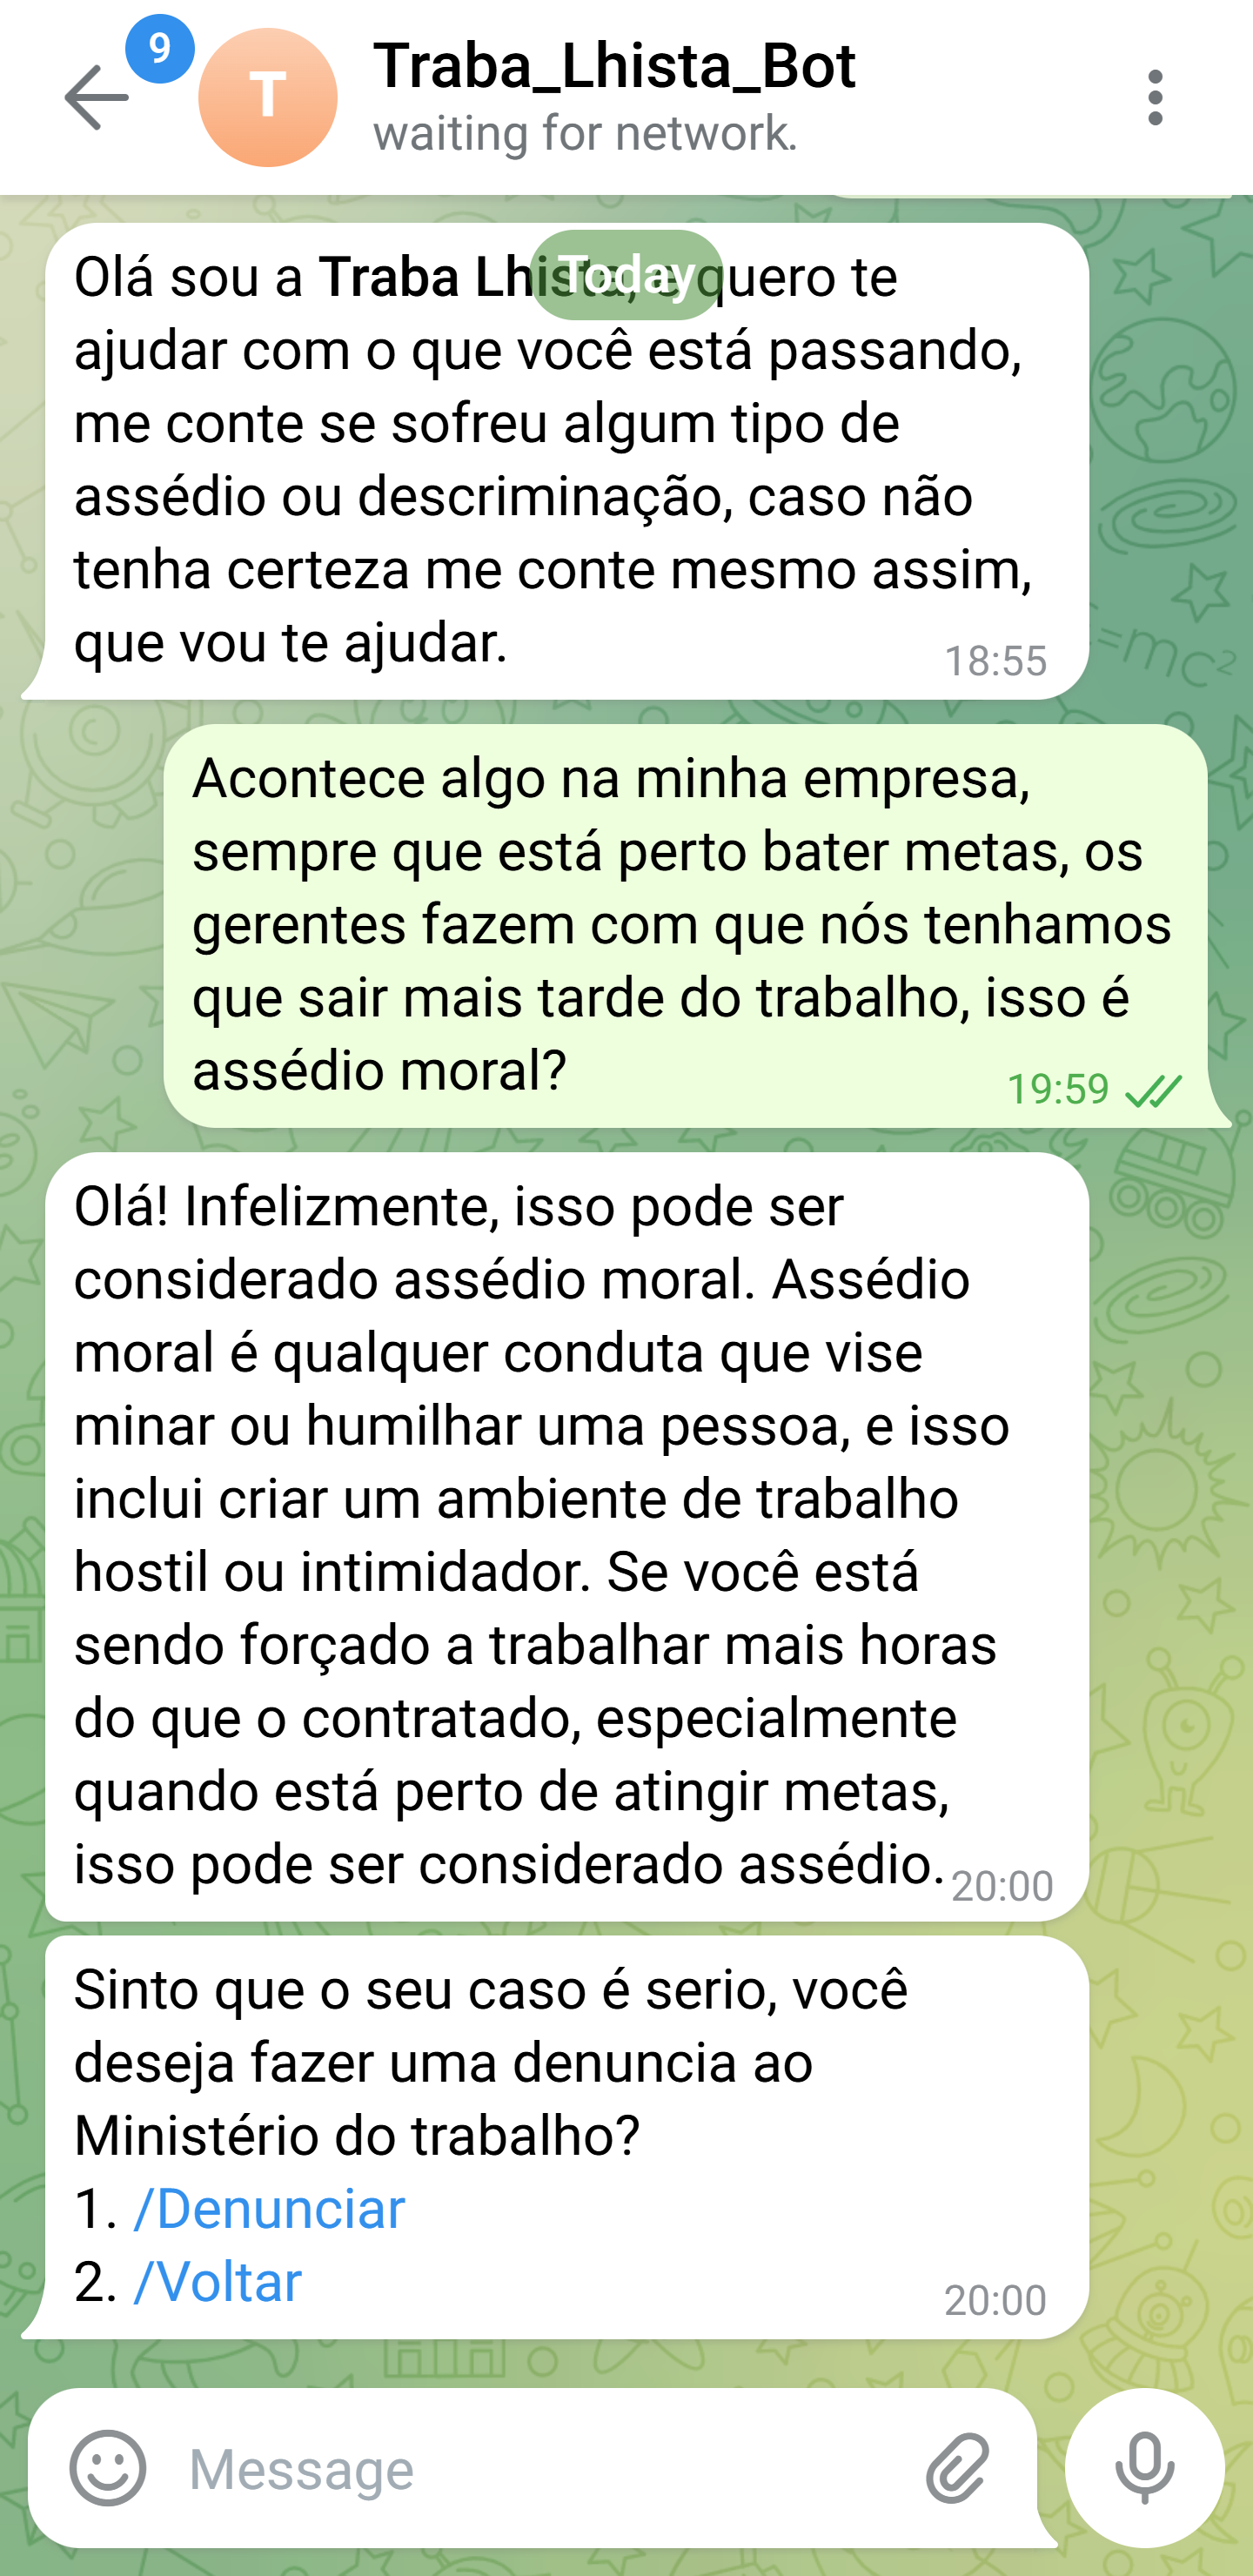 9
T
Traba_Lhista_Bot
waiting for network.
Today
Olá sou a Traba Lhista, e quero te
ajudar com o que você está passando,
me conte se sofreu algum tipo de
assédio ou descriminação, caso não
tenha certeza me conte mesmo assim,
que vou te ajudar.
18:55
=mc²
Acontece algo na minha empresa,
sempre que está perto bater metas, os
gerentes fazem com que nós tenhamos
que sair mais tarde do trabalho, isso é
assédio moral?
19:59
Olá! Infelizmente, isso pode ser
considerado assédio moral. Assédio
moral é qualquer conduta que vise
minar ou humilhar uma pessoa, e isso
inclui criar um ambiente de trabalho
hostil ou intimidador. Se você está
sendo forçado a trabalhar mais horas
do que o contratado, especialmente
quando está perto de atingir metas,
isso pode ser considerado assédio.
20:00
Sinto que o seu caso é serio, você
deseja fazer uma denuncia ao
Ministério do trabalho?
1. /Denunciar
2. /Voltar
20:00
Message